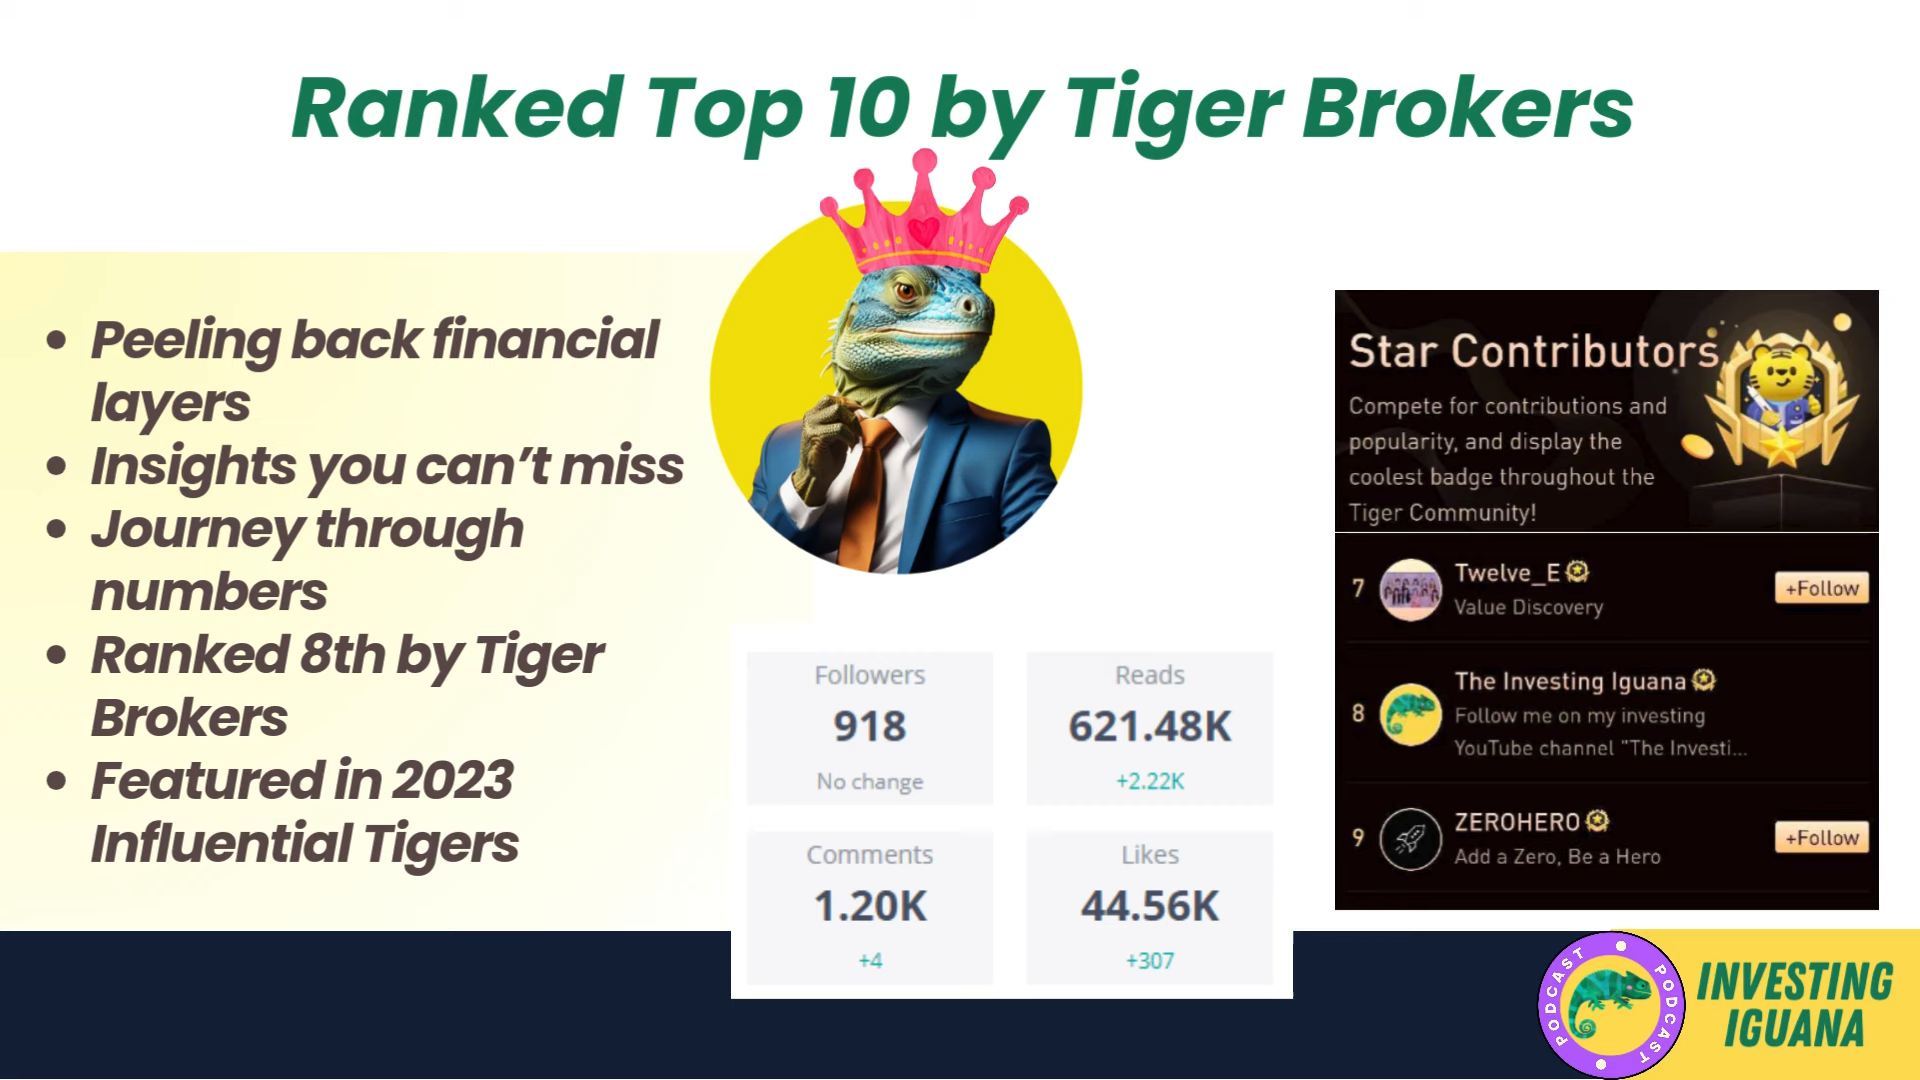 Ranked Top 10 by Tiger Brokers
• Peeling back financial
layers
• Insights you can’t miss
• Journey through
numbers
• Ranked 8th by Tiger
Brokers
• Featured in 2023
Influential Tigers
Followers
918
No change
Reads
621.48K
+2.22K
Comments
1.20K
+4
Likes
44.56K
+307
Star Contributors
Compete for contributions and
popularity, and display the
coolest badge throughout the
Tiger Community!
7
Twelve_E
Value Discovery
+Follow
8
The Investing Iguana
Follow me on my investing
YouTube channel "The Investi...
9
ZEROHERO
Add a Zero, Be a Hero
+Follow
PODCAST
PODCAST
INVESTING
IGUANA